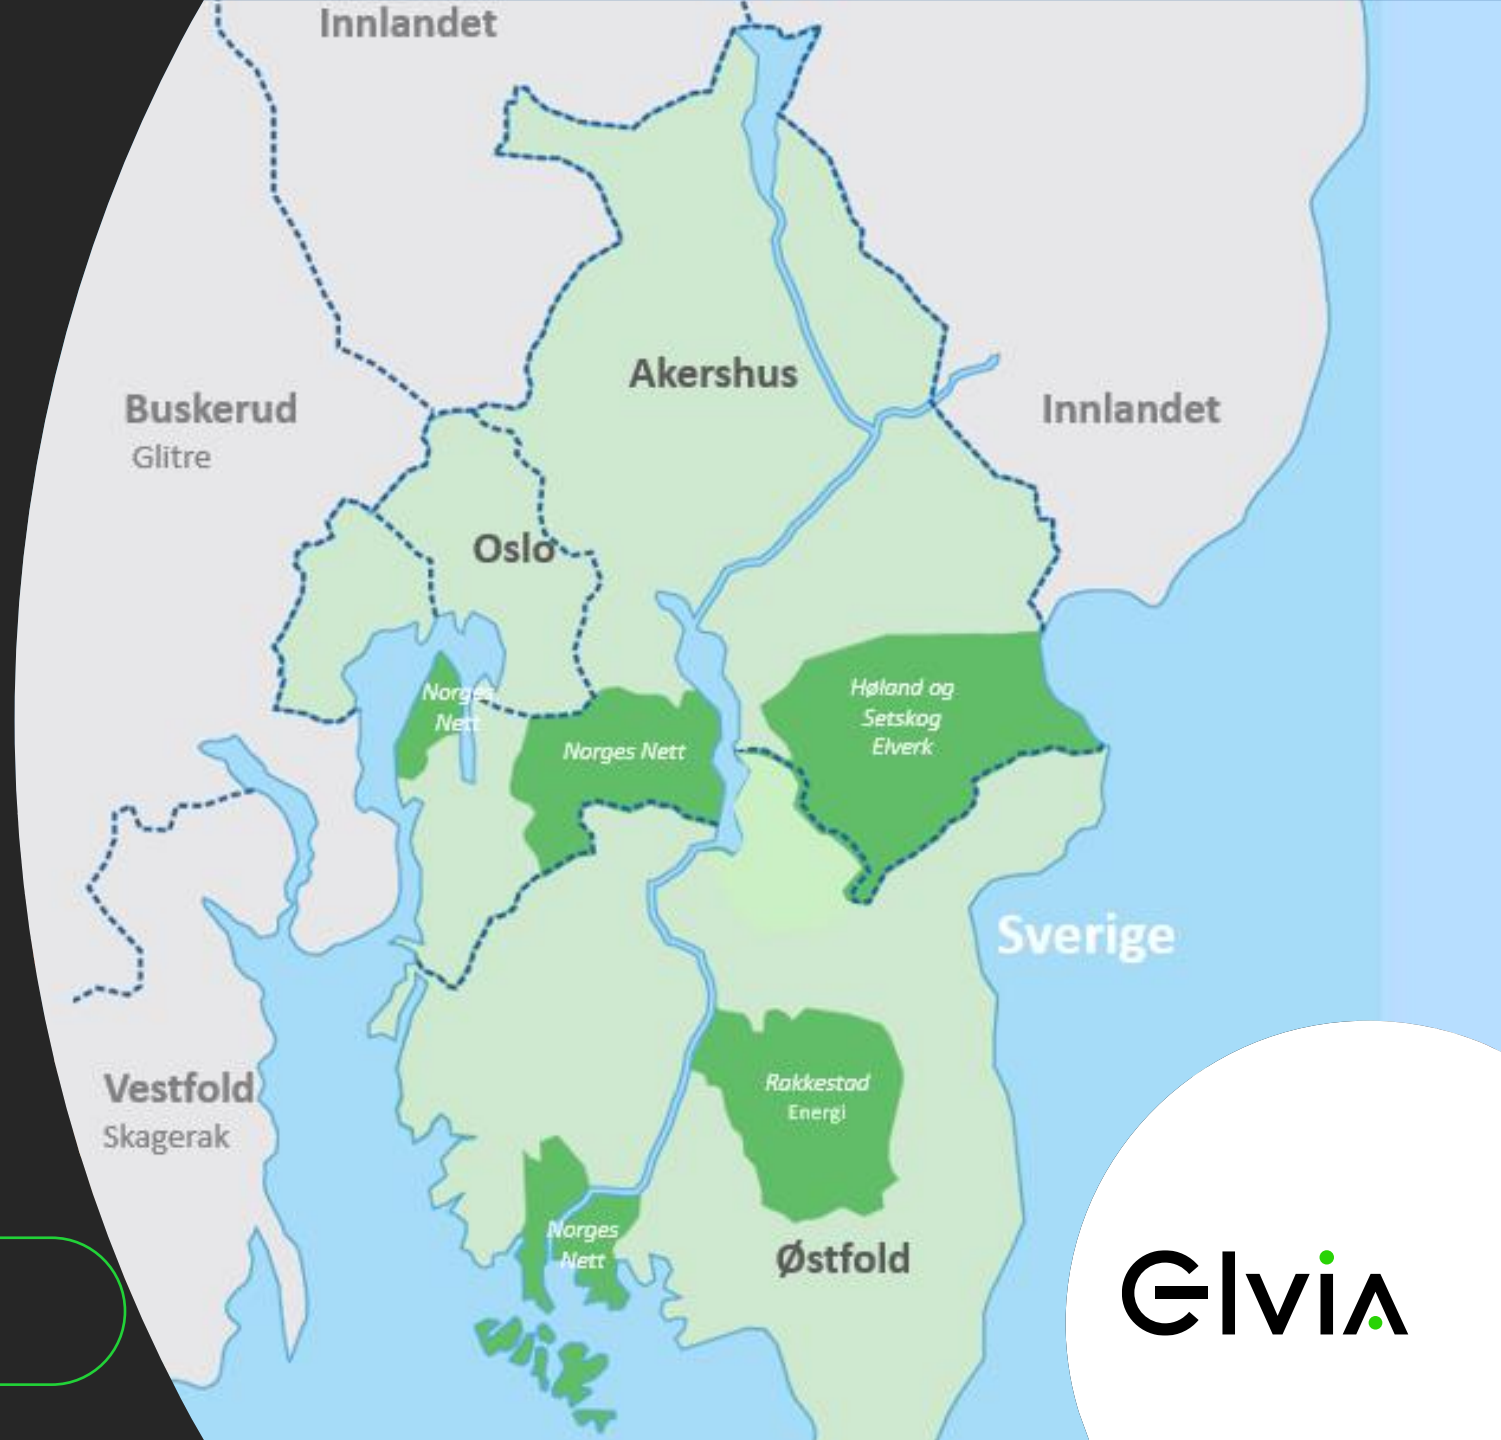 Innlandet
Akershus
Buskerud
Glitre
Innlandet
Oslo
Norges
Nett
Norges Nett
Høland og
Setskog
Elverk
Sverige
Vestfold
Skagerak
Rakkestad
Energi
Norges
Nett
Østfold
Elvia